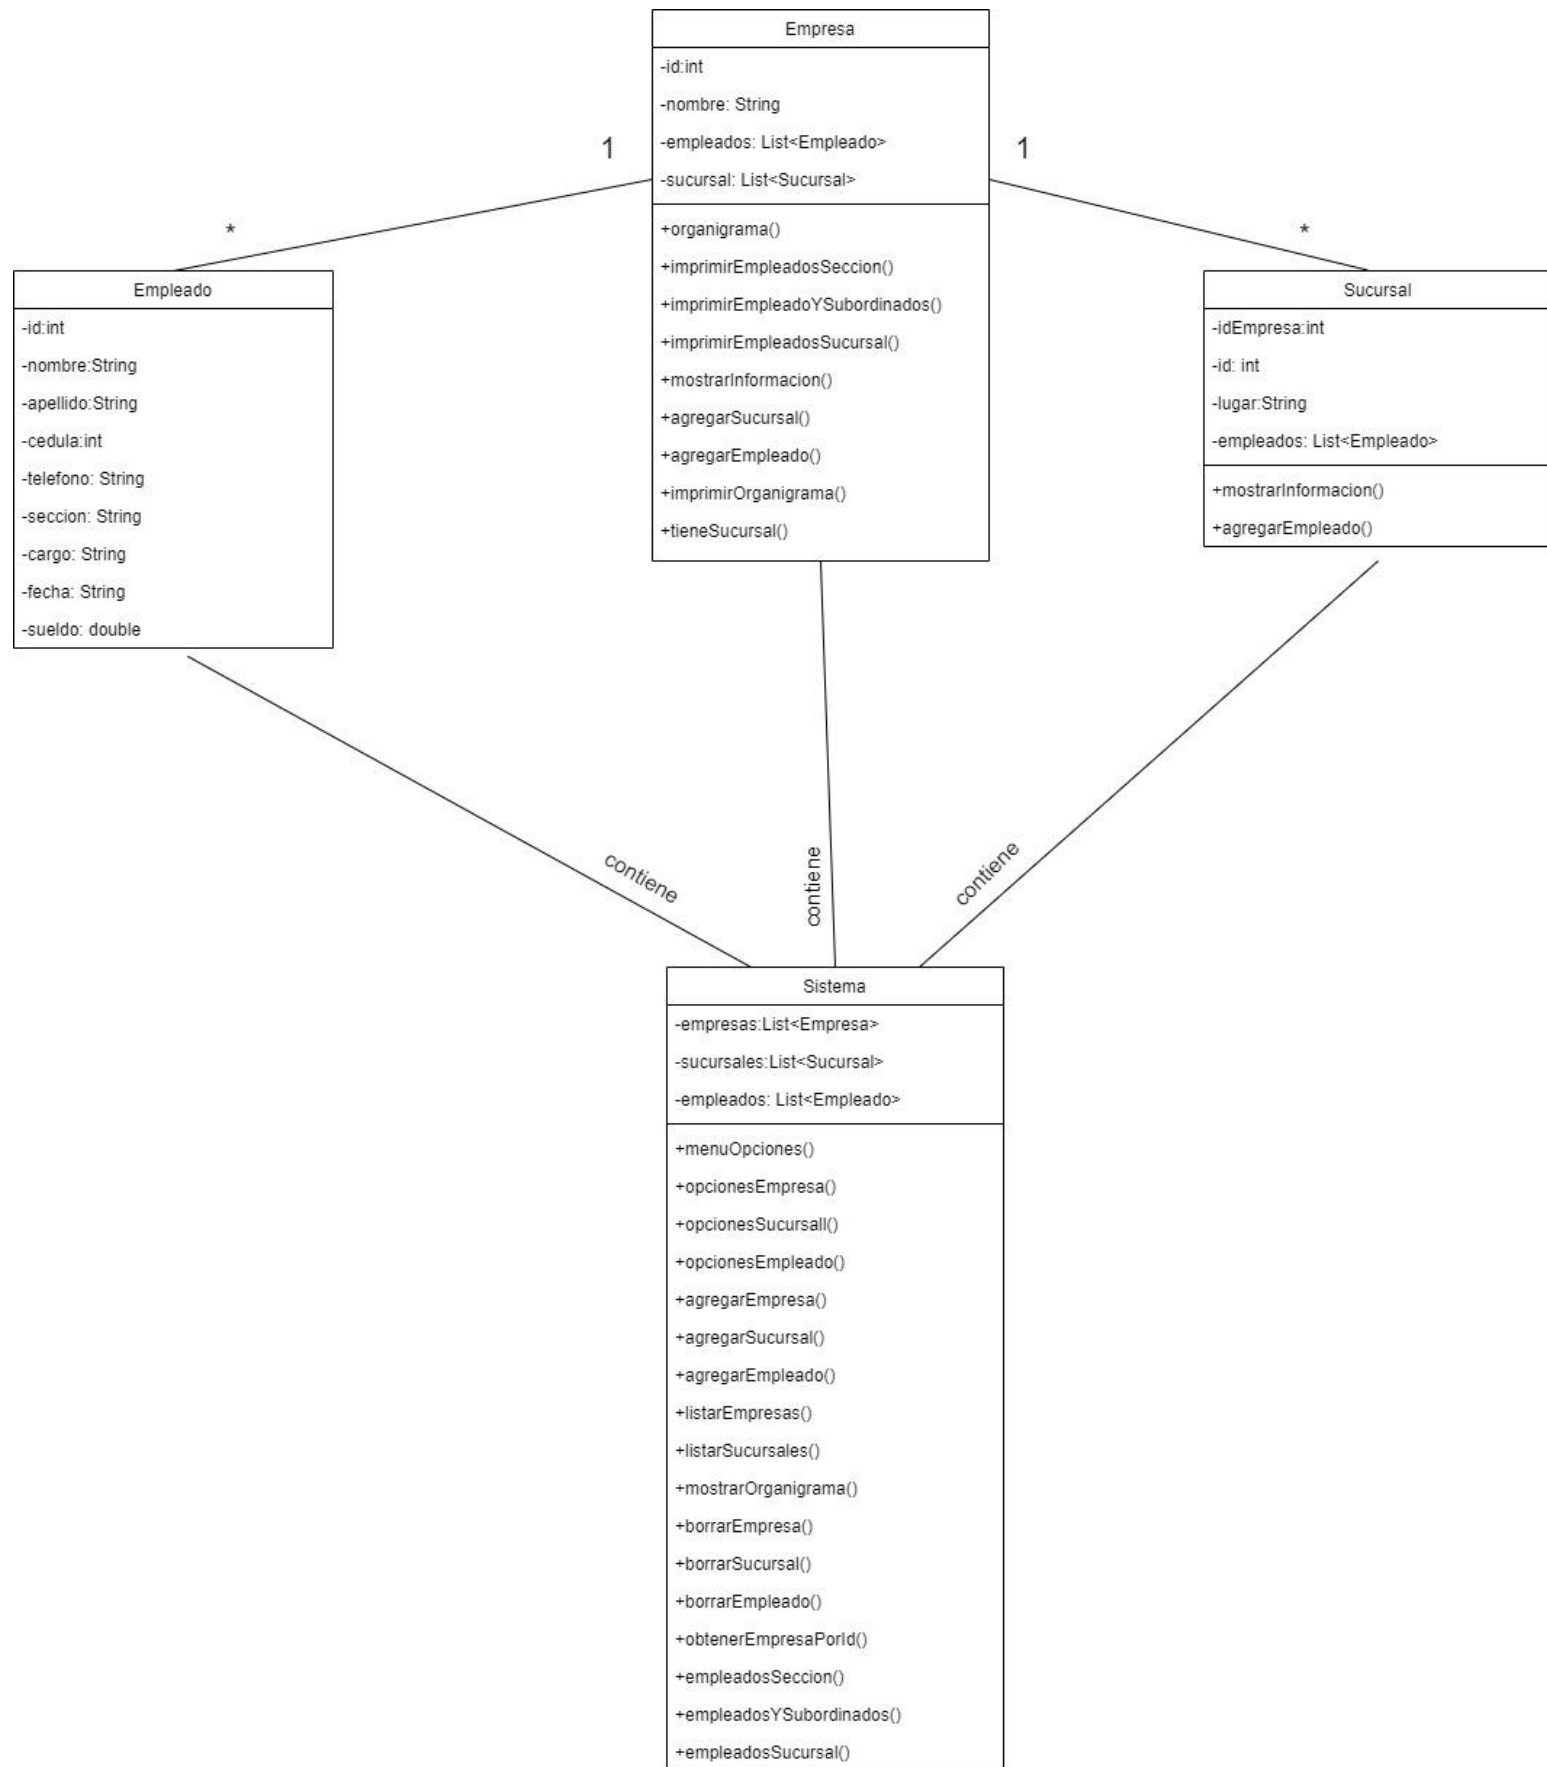 Empresa
-id:int
-nombre: String
-empleados: List<Empleado>
-sucursal: List<Sucursal>
+organigrama()
+imprimirEmpleadosSeccion()
+imprimirEmpleadoYSubordinados()
+imprimirEmpleadosSucursal()
+mostrarInformacion()
+agregarSucursal()
+agregarEmpleado()
+imprimirOrganigrama()
+tieneSucursal()
1
1
*
*
Empleado
-id:int
-nombre:String
-apellido:String
-cedula:int
-telefono: String
-seccion: String
-cargo: String
-fecha: String
-sueldo: double
Sucursal
-idEmpresa:int
-id: int
-lugar:String
-empleados: List<Empleado>
+mostrarInformacion()
+agregarEmpleado()
contiene
contiene
contiene
Sistema
-empresas:List<Empresa>
-sucursales:List<Sucursal>
-empleados: List<Empleado>
+menuOpciones()
+opcionesEmpresa()
+opcionesSucursall()
+opcionesEmpleado()
+agregarEmpresa()
+agregarSucursal()
+agregarEmpleado()
+listarEmpresas()
+listarSucursales()
+mostrarOrganigrama()
+borrarEmpresa()
+borrarSucursal()
+borrarEmpleado()
+obtenerEmpresaPorId()
+empleadosSeccion()
+empleadosYSubordinados()
+empleadosSucursal()